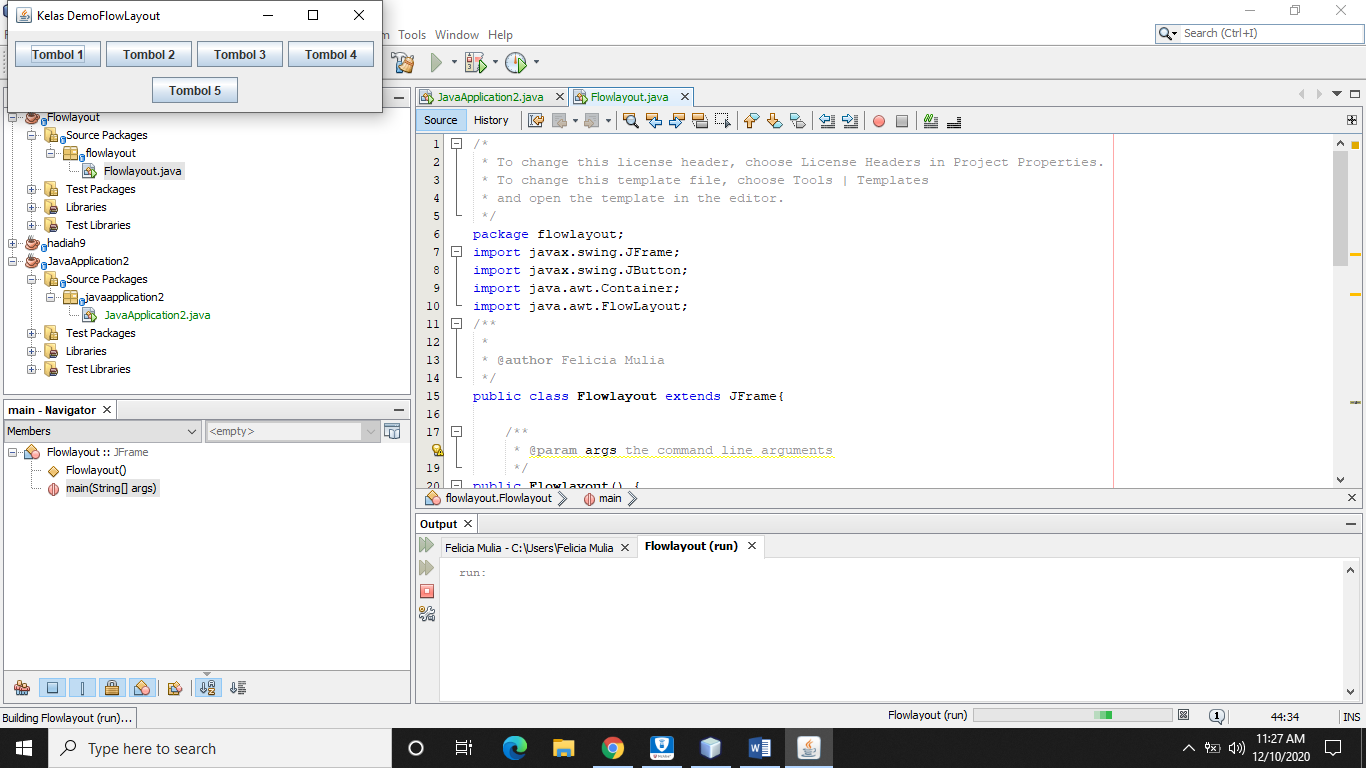 Kelas DemoFlowLayout
Tombol 1 Tombol 2 Tombol 3 Tombol 4
Tombol 5
Tools Window Help
Search (Ctrl+I)
Flowlayout
Source Packages
flowlayout
Flowlayout.java
Test Packages
Libraries
Test Libraries
hadiah9
JavaApplication2
Source Packages
javaapplication2
JavaApplication2.java
Test Packages
Libraries
Test Libraries
main - Navigator
Members <empty>
Flowlayout :: JFrame
Flowlayout()
main(String[] args)
Building Flowlayout (run)...
JavaApplication2.java Flowlayout.java
Source History
1 /*
2 * To change this license header, choose License Headers in Project Properties.
3 * To change this template file, choose Tools | Templates
4 * and open the template in the editor.
5 */
6 package flowlayout;
7 import javax.swing.JFrame;
8 import javax.swing.JButton;
9 import java.awt.Container;
10 import java.awt.FlowLayout;
11 /**
12 *
13 * @author Felicia Mulia
14 */
15 public class Flowlayout extends JFrame{
16
17 /**
* @param args the command line arguments
19 */
20 public Flowlayout() {
flowlayout.Flowlayout main
Output
Felicia Mulia - C:\Users\Felicia Mulia Flowlayout (run)
run:
Flowlayout (run) 1 44:34 INS
Type here to search
11:27 AM
12/10/2020